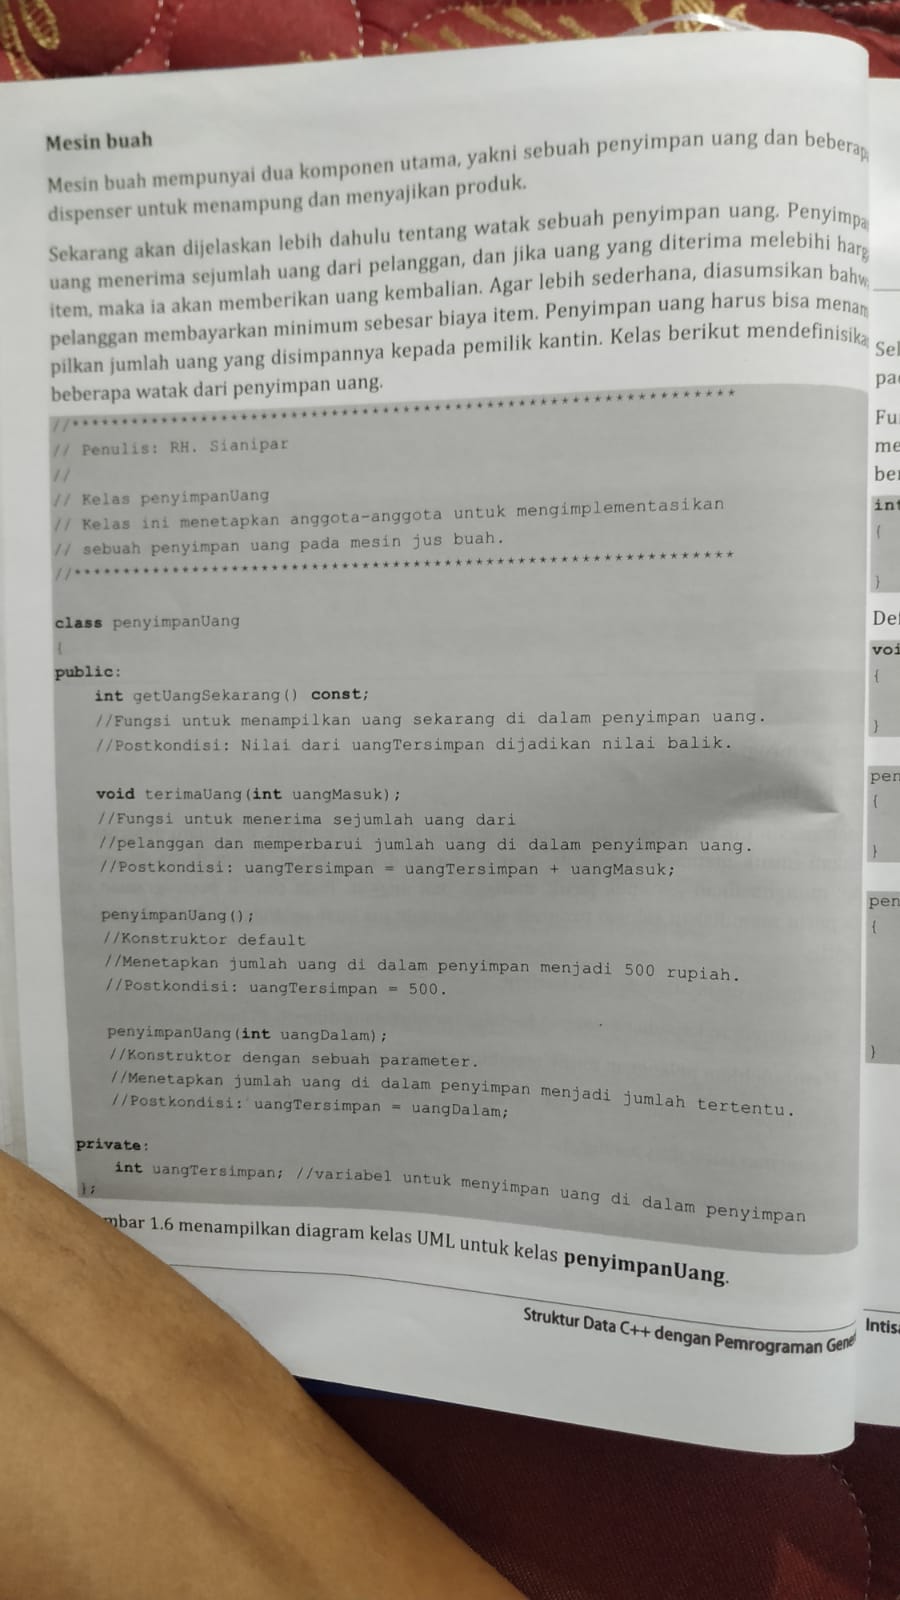 Mesin buah
Mesin buah mempunyai dua komponen utama, yakni sebuah penyimpan uang dan beberap
dispenser untuk menampung dan menyajikan produk.
Sekarang akan dijelaskan lebih dahulu tentang watak sebuah penyimpan uang. Penyimpa
uang menerima sejumlah uang dari pelanggan, dan jika uang yang diterima melebihi harg
item, maka ia akan memberikan uang kembalian. Agar lebih sederhana, diasumsikan bahw
pelanggan membayarkan minimum sebesar biaya item. Penyimpan uang harus bisa menam
pilkan jumlah uang yang disimpannya kepada pemilik kantin. Kelas berikut mendefinisika
beberapa watak dari penyimpan uang.
//****************************************************************
// Penulis: RH. Sianipar
//
// Kelas penyimpanUang
// Kelas ini menetapkan anggota-anggota untuk mengimplementasikan
// sebuah penyimpan uang pada mesin jus buah.
//****************************************************************
class penyimpanUang
{
public:
int getUangSekarang() const;
//Fungsi untuk menampilkan uang sekarang di dalam penyimpan uang.
//Postkondisi: Nilai dari uangTersimpan dijadikan nilai balik.
void terimaUang(int uangMasuk);
//Fungsi untuk menerima sejumlah uang dari
//pelanggan dan memperbarui jumlah uang di dalam penyimpan uang.
//Postkondisi: uangTersimpan = uangTersimpan + uangMasuk;
penyimpanUang();
//Konstruktor default
//Menetapkan jumlah uang di dalam penyimpan menjadi 500 rupiah.
//Postkondisi: uangTersimpan = 500.
penyimpanUang(int uangDalam);
//Konstruktor dengan sebuah parameter.
//Menetapkan jumlah uang di dalam penyimpan menjadi jumlah tertentu.
//Postkondisi: uangTersimpan = uangDalam;
private:
int uangTersimpan; //variabel untuk menyimpan uang di dalam penyimpan
};
mbar 1.6 menampilkan diagram kelas UML untuk kelas penyimpanUang.
Struktur Data C++ dengan Pemrograman Gene
Sel
pad
Fu
me
ber
int
{
}
De
voi
{
}
pen
{
}
pen
{
}
Intis